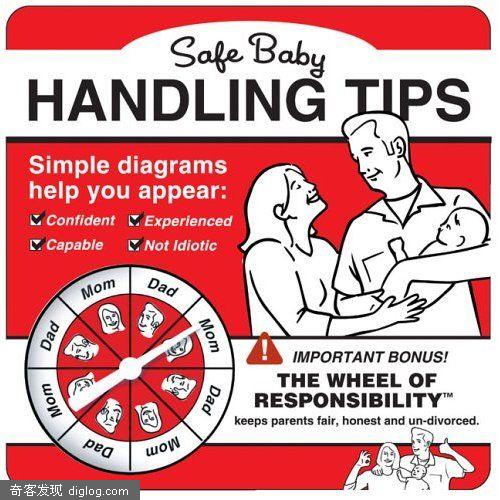 Safe Baby
HANDLING TIPS
Simple diagrams
help you appear:
Confident Experienced
Capable Not Idiotic
Mom
Dad
Mom
Dad
Mom
Dad
Mom
Dad
IMPORTANT BONUS!
THE WHEEL OF
RESPONSIBILITY™
keeps parents fair, honest and un-divorced.
奇客发现 diglog.com